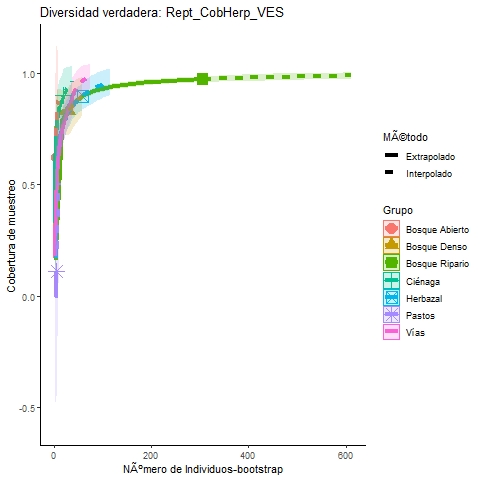 Diversidad verdadera: Rept_CobHerp_VES
Cobertura de muestreo
1.0
0.5
0.0
-0.5
0
200
400
600
NÃºmero de Individuos-bootstrap
MÃ©todo
Extrapolado
Interpolado
Grupo
Bosque Abierto
Bosque Denso
Bosque Ripario
Ciénaga
Herbazal
Pastos
Vías